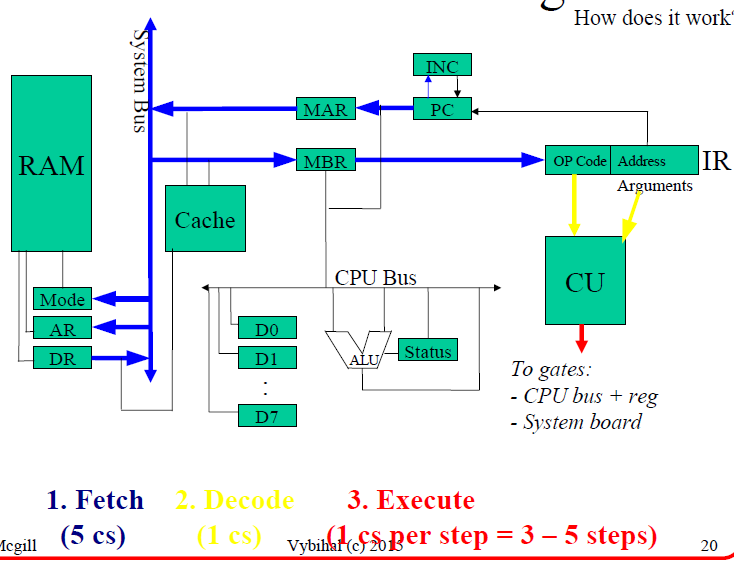 How does it work
System Bus
INC
RAM
MAR
PC
MBR
OP Code
Address
IR
Arguments
Cache
CU
CPU Bus
Mode
AR
DR
D0
D1
:
D7
ALU
Status
To gates:
- CPU bus + reg
- System board
1. Fetch 2. Decode 3. Execute
(5 cs) (1 cs) (1 cs per step = 3 – 5 steps)
Mcgill Vybihal (c) 2015 20